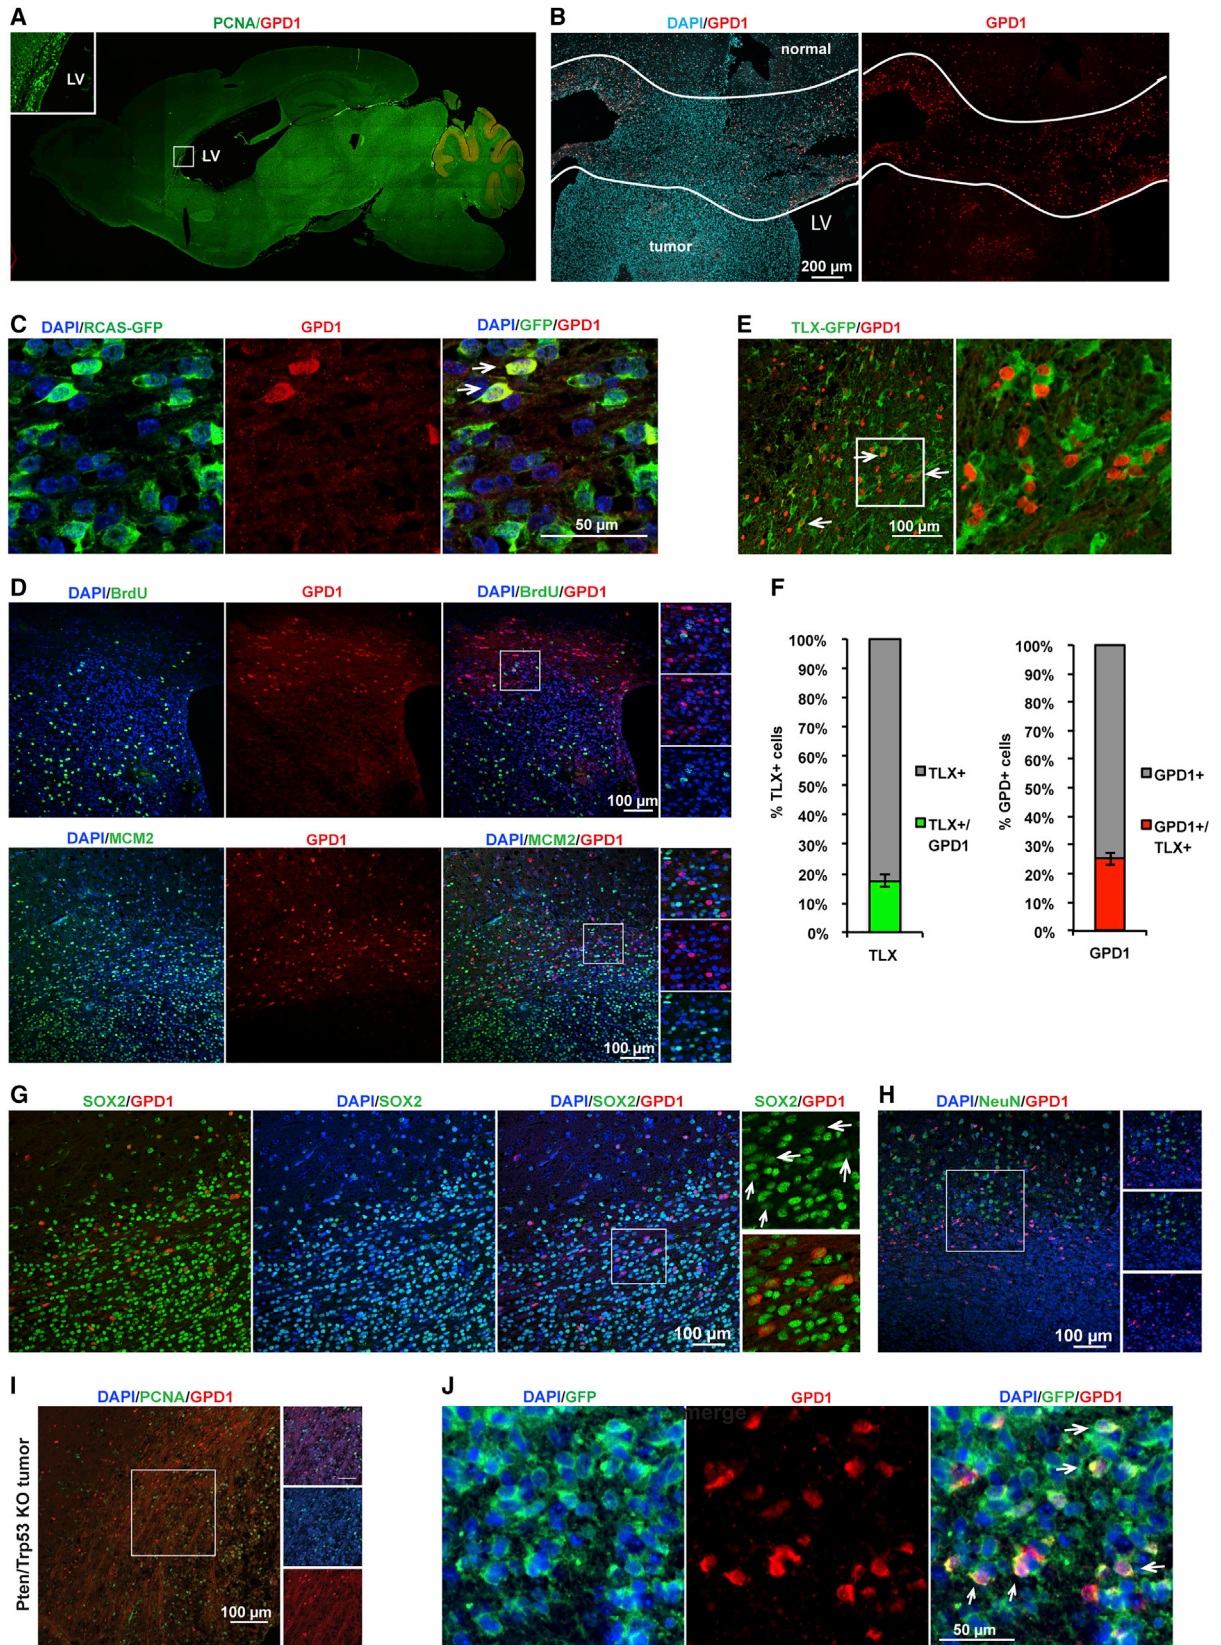 A
PCNA/GPD1
LV
LV
B
DAPI/GPD1
GPD1
normal
tumor
LV
200 µm
C
DAPI/RCAS-GFP
GPD1
DAPI/GFP/GPD1
50 µm
E
TLX-GFP/GPD1
100 µm
D
DAPI/BrdU
GPD1
DAPI/BrdU/GPD1
100 µm
DAPI/MCM2
GPD1
DAPI/MCM2/GPD1
100 µm
F
% TLX+ cells
100%
90%
80%
70%
60%
50%
40%
30%
20%
10%
0%
TLX
TLX+
TLX+/
GPD1
% GPD+ cells
100%
90%
80%
70%
60%
50%
40%
30%
20%
10%
0%
GPD1
GPD1+
GPD1+/
TLX+
G
SOX2/GPD1
DAPI/SOX2
DAPI/SOX2/GPD1
SOX2/GPD1
100 µm
H
DAPI/NeuN/GPD1
100 µm
I
DAPI/PCNA/GPD1
Pten/Trp53 KO tumor
100 µm
J
DAPI/GFP
GPD1
DAPI/GFP/GPD1
merge
50 µm